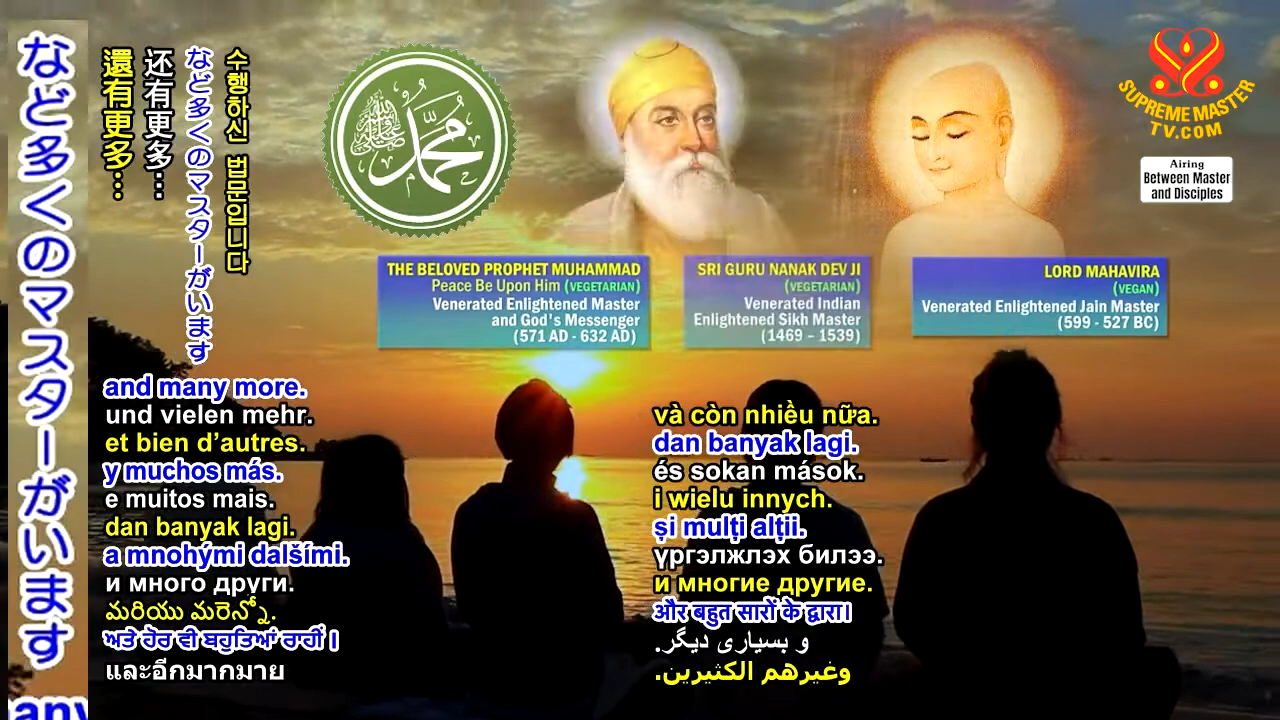 など多くのマスターがいます
any
還有更多…
还有更多…
など多くのマスターがいます
수행하신 법문입니다
محمد
SUPREME MASTER
TV.COM
Airing
Between Master
and Disciples
THE BELOVED PROPHET MUHAMMAD
Peace Be Upon Him (VEGETARIAN)
Venerated Enlightened Master
and God's Messenger
(571 AD - 632 AD)
SRI GURU NANAK DEV JI
(VEGETARIAN)
Venerated Indian
Enlightened Sikh Master
(1469 – 1539)
LORD MAHAVIRA
(VEGAN)
Venerated Enlightened Jain Master
(599 - 527 BC)
and many more.
und vielen mehr.
et bien d’autres.
y muchos más.
e muitos mais.
dan banyak lagi.
a mnohými dalšími.
и много други.
మరియు మరెన్నో.
ਅਤੇ ਹੋਰ ਵੀ ਬਹੁਤਿਆਂ ਰਾਹੀਂ।
และอีกมากมาย
và còn nhiều nữa.
dan banyak lagi.
és sokan mások.
i wielu innych.
și mulți alții.
үргэлжлэх билээ.
и многие другие.
और बहुत सारों के द्वारा।
و بسیاری دیگر.
وغيرهم الكثيرين.